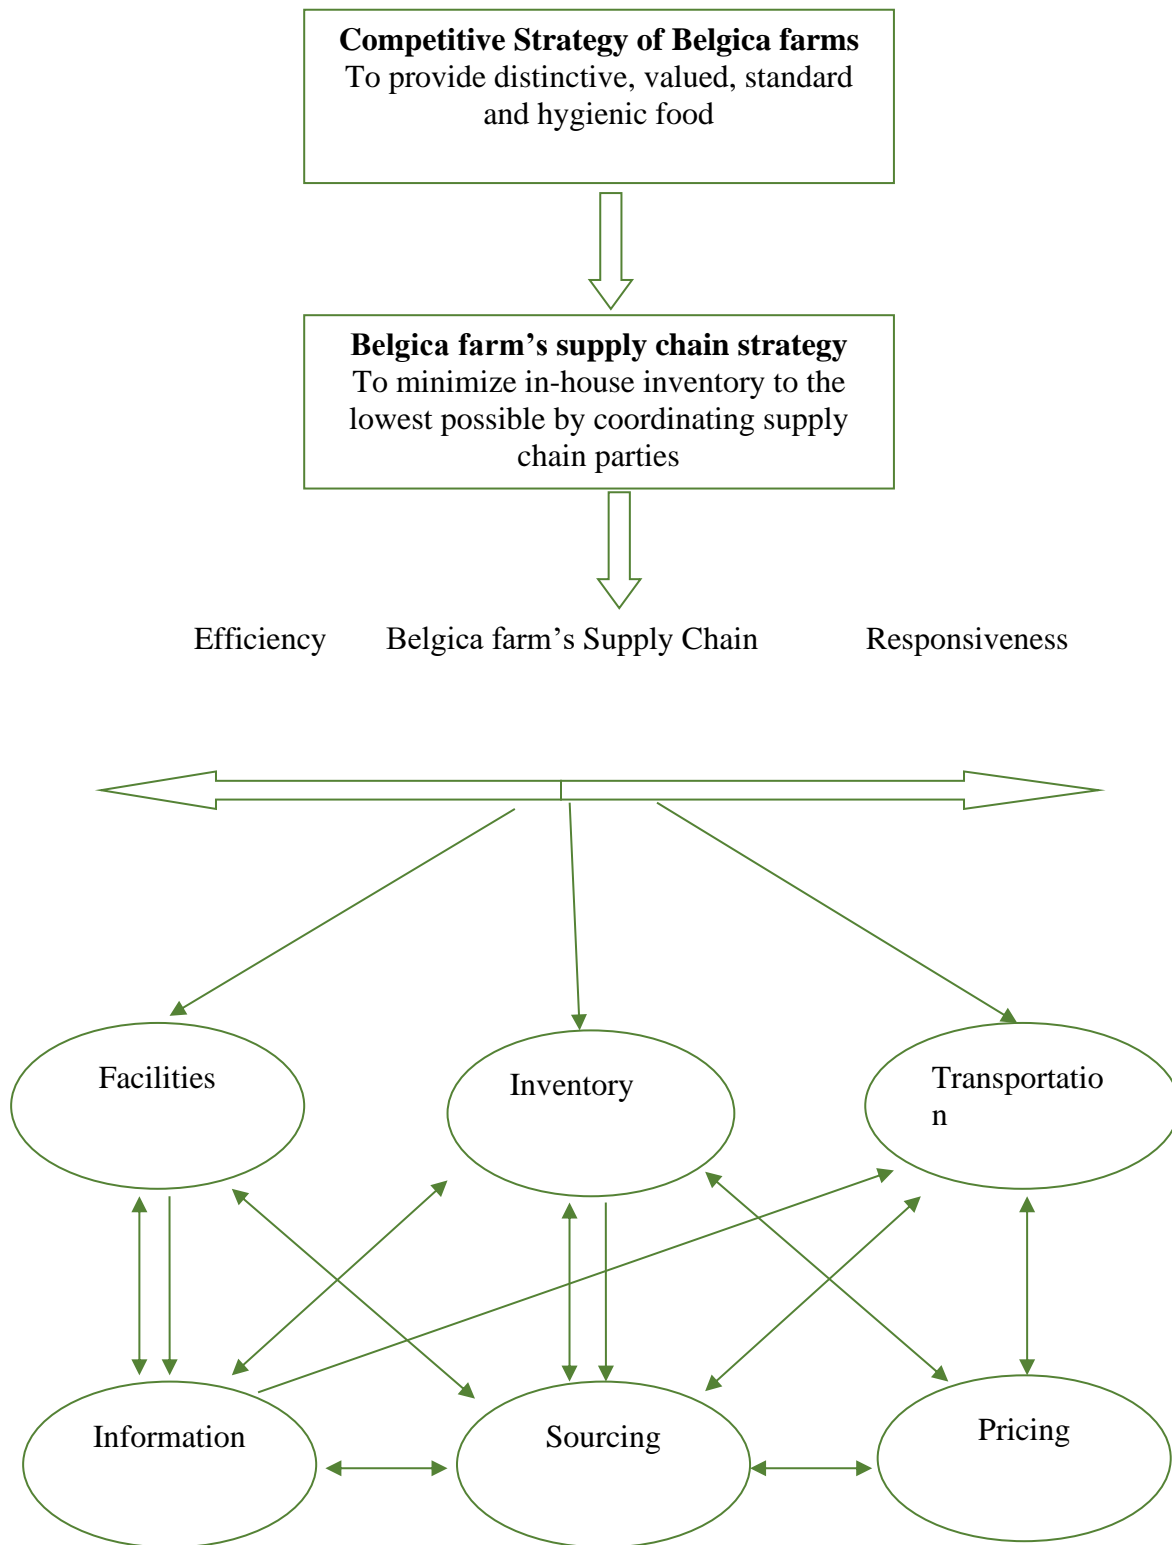 Competitive Strategy of Belgica farms
To provide distinctive, valued, standard
and hygienic food
Belgica farm’s supply chain strategy
To minimize in-house inventory to the
lowest possible by coordinating supply
chain parties
Efficiency Belgica farm’s Supply Chain Responsiveness
Facilities
Inventory
Transportatio
n
Information
Sourcing
Pricing